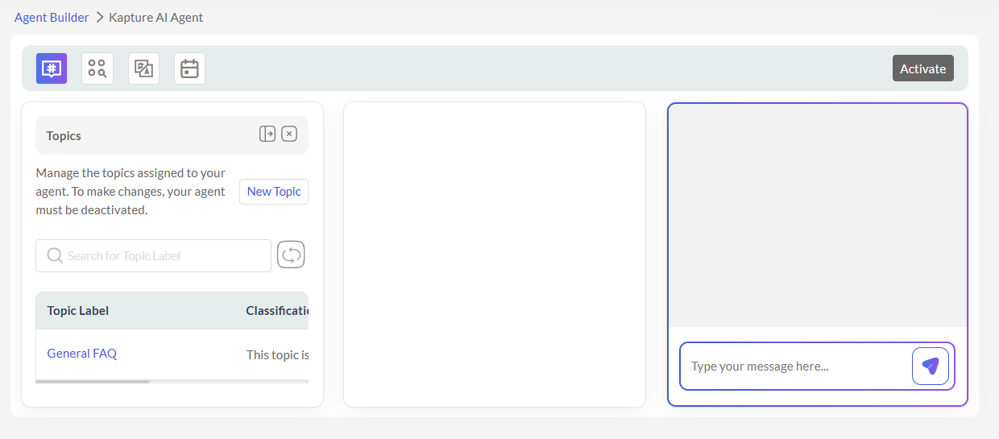 Agent Builder > Kapture AI Agent
Activate
Topics
Manage the topics assigned to your
agent. To make changes, your agent
must be deactivated.
New Topic
Search for Topic Label
Topic Label Classificatio
General FAQ This topic is
Type your message here...